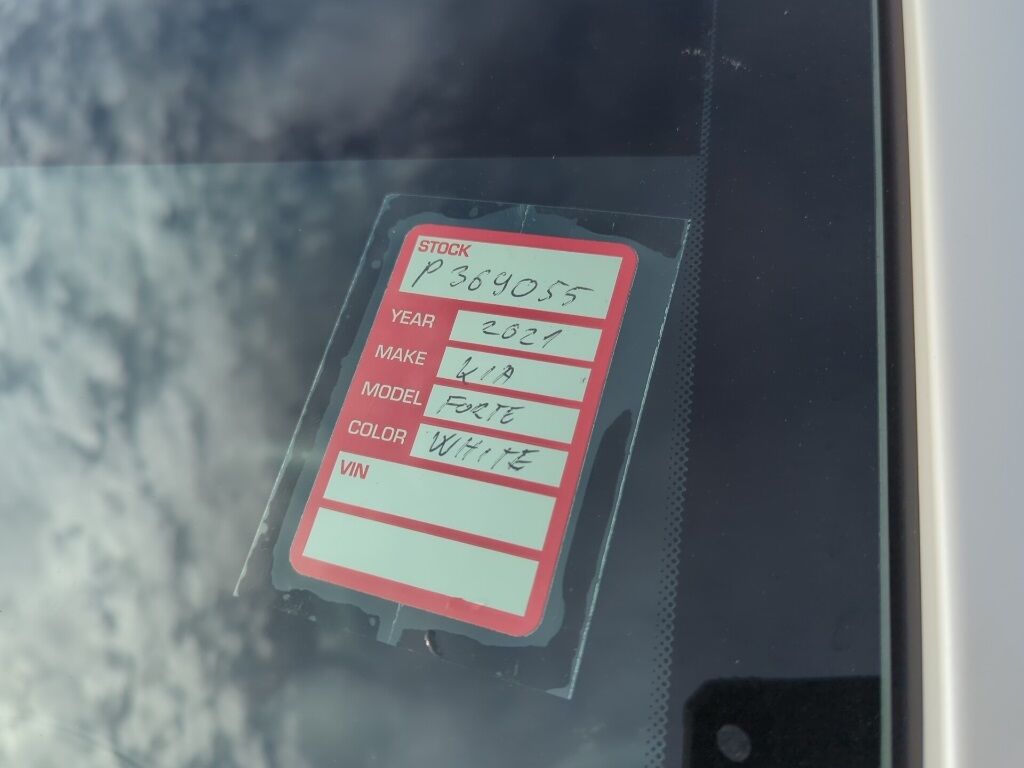 STOCK
P369055
YEAR 2021
MAKE KIA
MODEL FORTE
COLOR WHITE
VIN